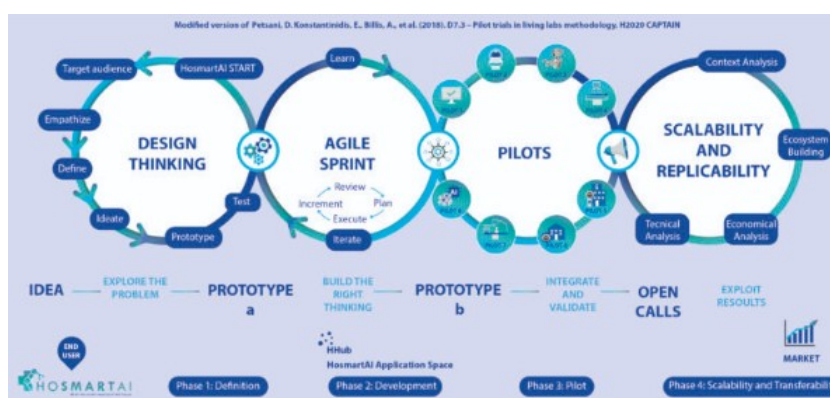 Modified version of Petsani, D. Konstantinidis, E., Billis, A., et al. (2018). D7.3 – Pilot trials in living labs methodology, H2020 CAPTAIN
Target audience
HosmartAI START
Empathize
Define
Ideate
Prototype
Test
DESIGN
THINKING
Learn
AGILE
SPRINT
Review
Increment
Plan
Execute
Iterate
PILOTS
SCALABILITY
AND
REPLICABILITY
Context Analysis
Ecosystem
Building
Economical
Analysis
Tecnical
Analysis
IDEA
EXPLORE THE
PROBLEM
PROTOTYPE
a
BUILD THE
RIGHT
THINKING
PROTOTYPE
b
INTEGRATE
AND
VALIDATE
OPEN
CALLS
EXPLOIT
RESOULTS
MARKET
END
USER
HOSMARTAI
HHub
HosmartAI Application Space
Phase 1: Definition
Phase 2: Development
Phase 3: Pilot
Phase 4: Scalability and Transferabili